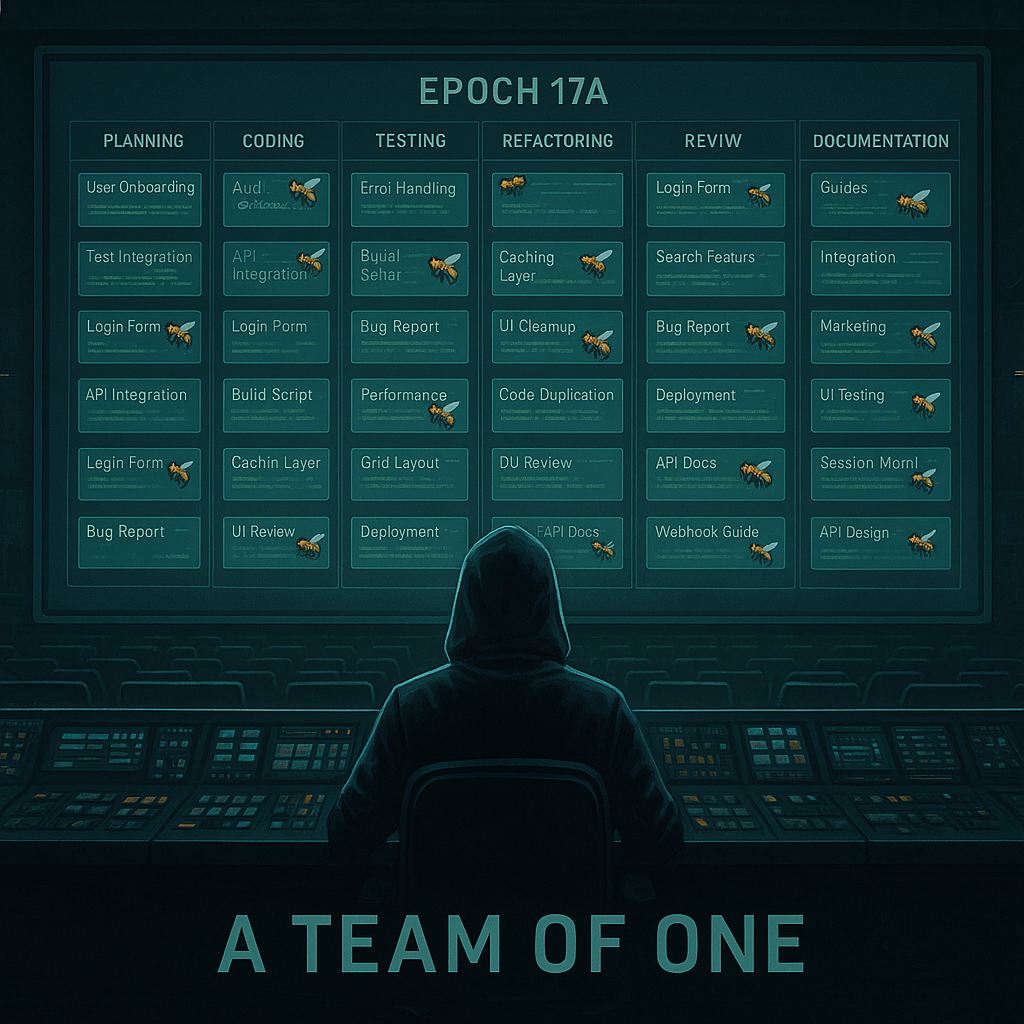 EPOCH 17A
PLANNING
CODING
TESTING
REFACTORING
REVIW
DOCUMENTATION
User Onboarding
Aud
Erroi Handling
Login Form
Guides
Test Integration
API
Integration
Byual
Sehar
Caching
Layer
Search Featurs
Integration
Login Form
Login Porm
Bug Report
UI Cleanup
Bug Report
Marketing
API Integration
Bulid Script
Performance
Code Duplication
Deployment
UI Testing
Legin Form
Cachin Layer
Grid Layout
DU Review
API Docs
Session Mornl
Bug Report
UI Review
Deployment
FAPI Docs
Webhook Guide
API Design
A TEAM OF ONE